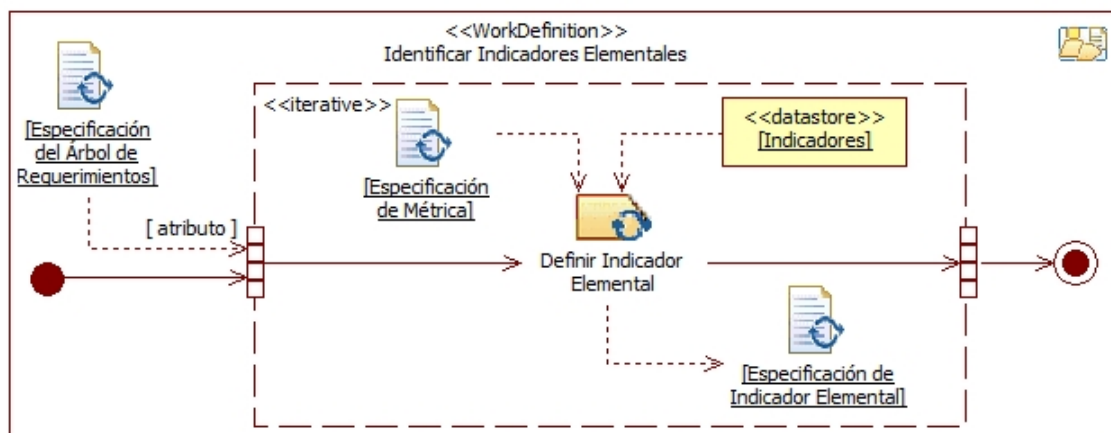 <<WorkDefinition>>
Identificar Indicadores Elementales
[Especificación
del Árbol de
Requerimientos]
<<iterative>>
[Especificación
de Métrica]
<<datastore>>
[Indicadores]
[ atributo ]
Definir Indicador
Elemental
[Especificación de
Indicador Elemental]